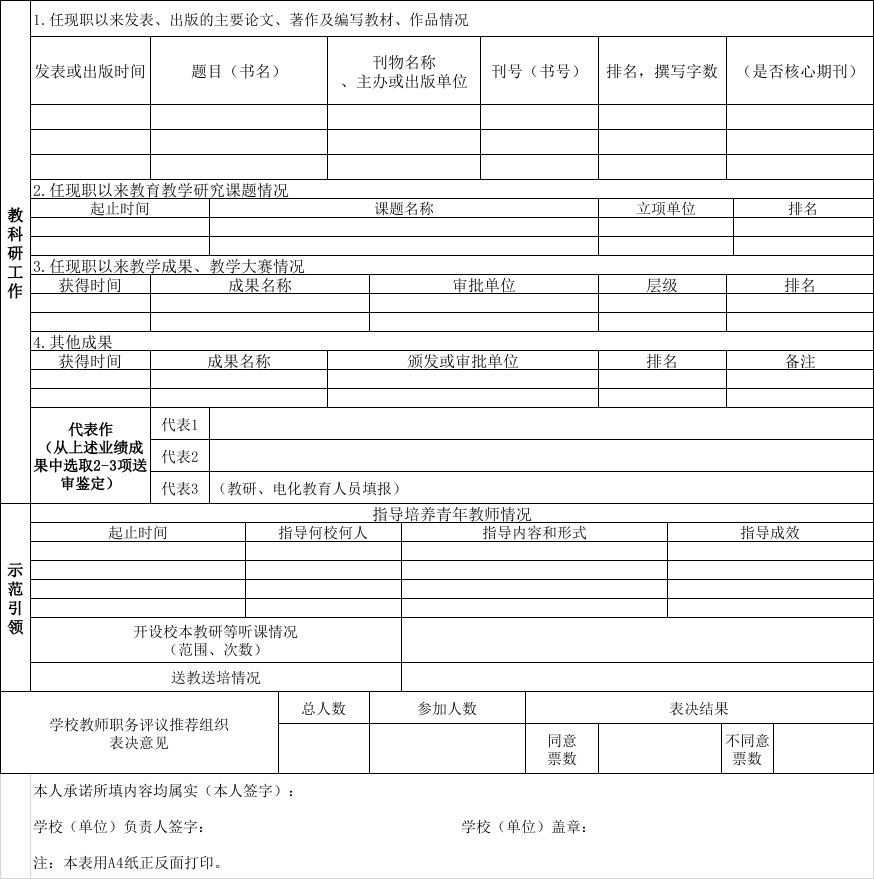 教科研工作
1.任现职以来发表、出版的主要论文、著作及编写教材、作品情况
发表或出版时间
题目（书名）
刊物名称
、主办或出版单位
刊号（书号）
排名，撰写字数
（是否核心期刊）
2.任现职以来教育教学研究课题情况
起止时间
课题名称
立项单位
排名
3.任现职以来教学成果、教学大赛情况
获得时间
成果名称
审批单位
层级
排名
4.其他成果
获得时间
成果名称
颁发或审批单位
排名
备注
代表作
（从上述业绩成
果中选取2-3项送
审鉴定）
代表1
代表2
代表3
（教研、电化教育人员填报）
示范引领
指导培养青年教师情况
起止时间
指导何校何人
指导内容和形式
指导成效
开设校本教研等听课情况
（范围、次数）
送教送培情况
学校教师职务评议推荐组织
表决意见
总人数
参加人数
表决结果
同意
票数
不同意
票数
本人承诺所填内容均属实（本人签字）：
学校（单位）负责人签字：
学校（单位）盖章：
注：本表用A4纸正反面打印。